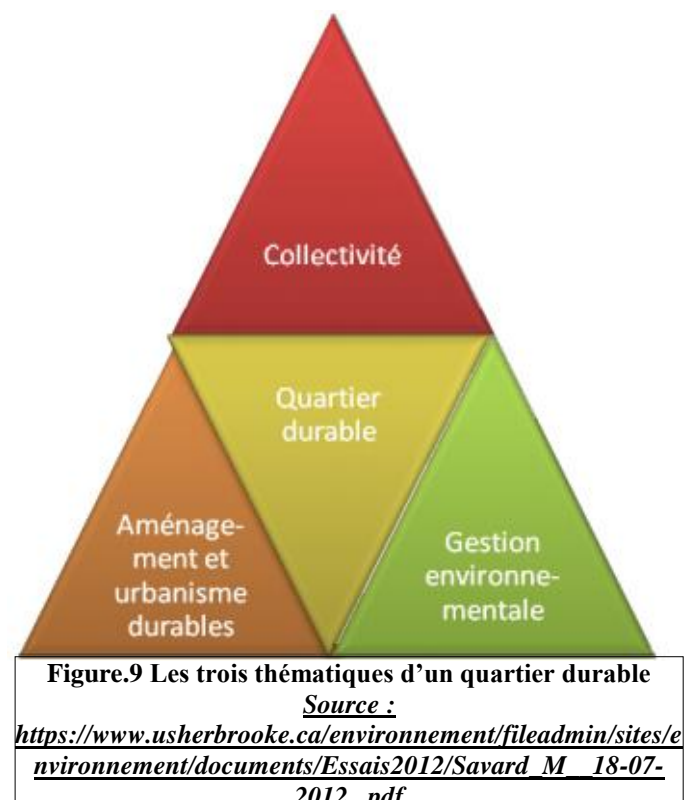 Collectivité
Quartier
durable
Aménage-
ment et
urbanisme
durables
Gestion
environne-
mentale
Figure.9 Les trois thématiques d’un quartier durable
Source :
https://www.usherbrooke.ca/environnement/fileadmin/sites/e
nvironnement/documents/Essais2012/Savard_M__18-07-
2012_.pdf